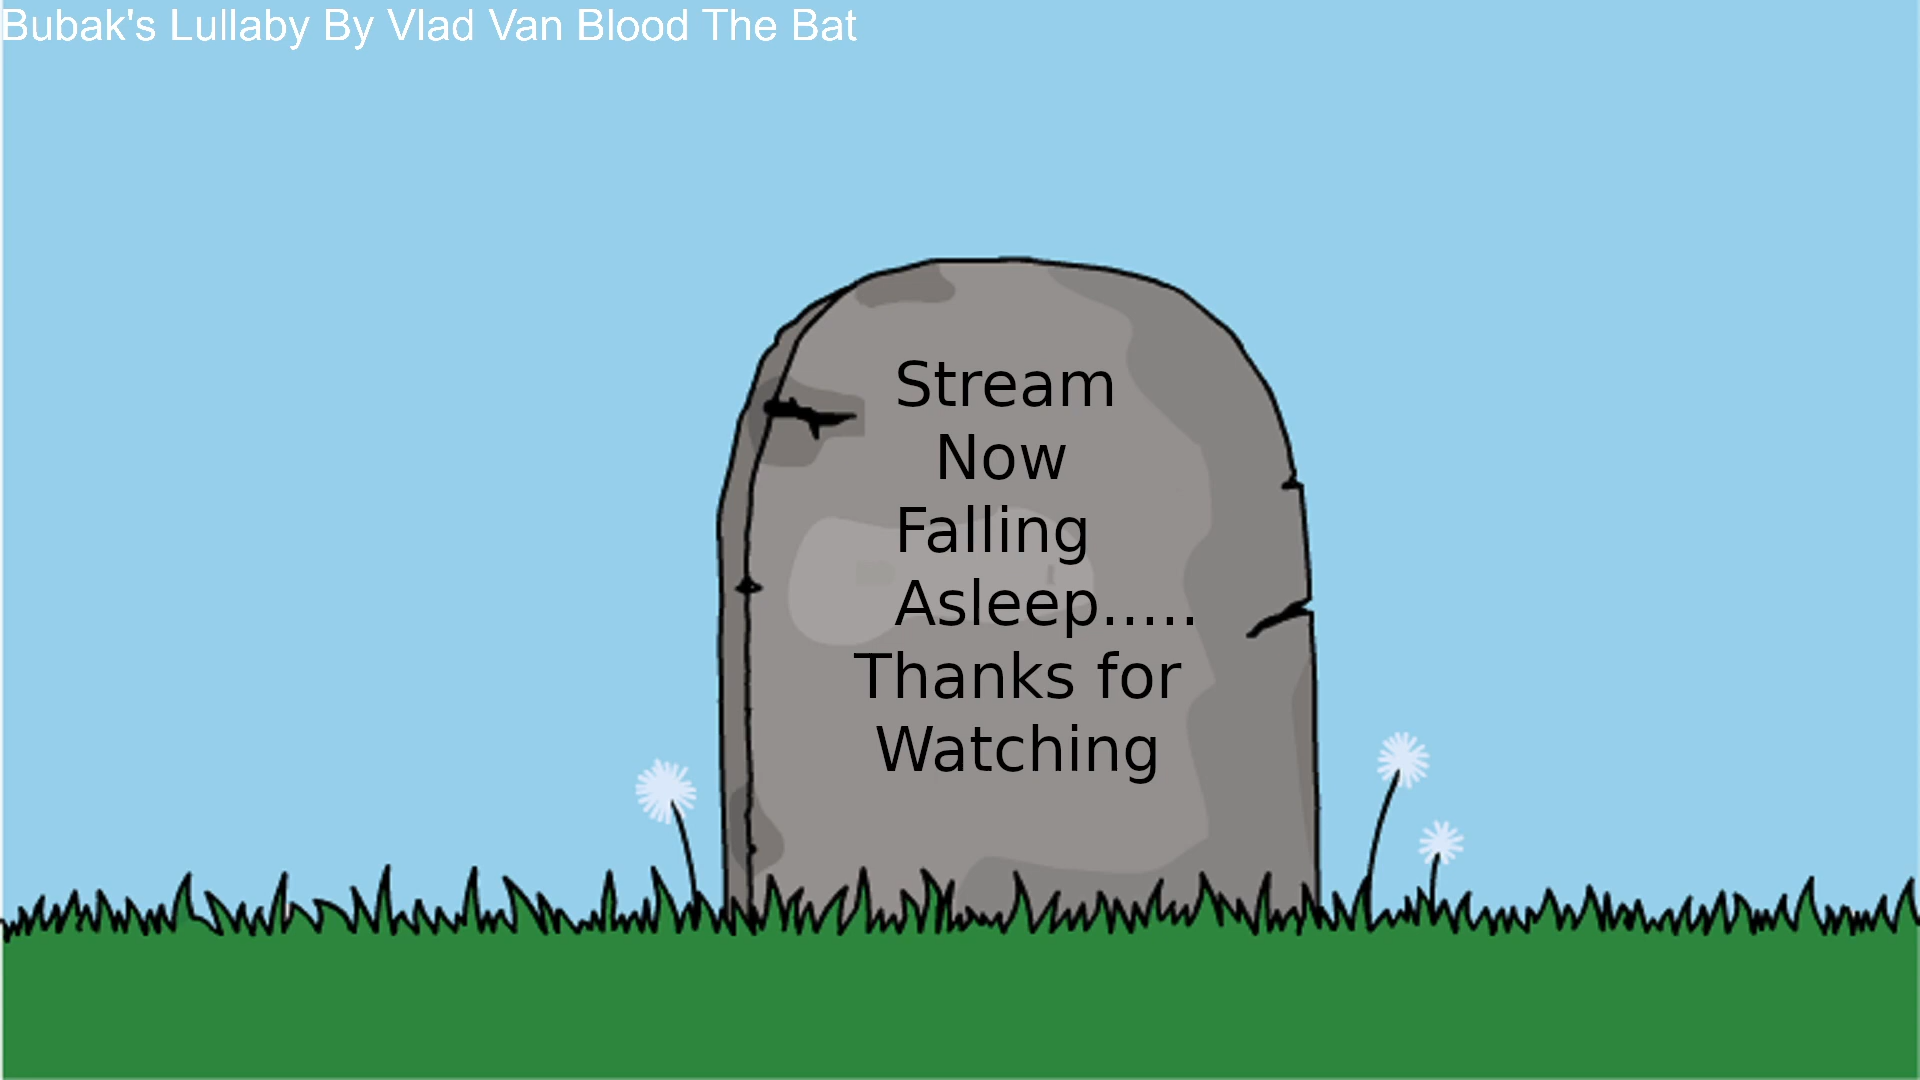 Bubak's Lullaby By Vlad Van Blood The Bat
Stream
Now
Falling
Asleep.....
Thanks for
Watching